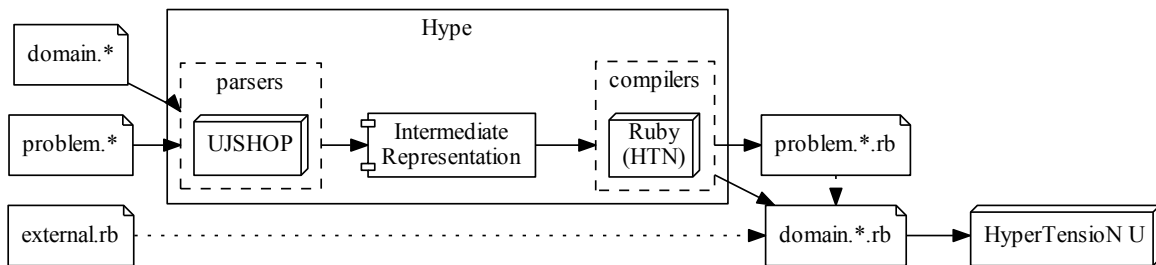 Hype
domain.*
parsers
compilers
problem.*
UJSHOP
Intermediate
Representation
Ruby
(HTN)
problem.*.rb
external.rb
domain.*.rb
HyperTensioN U